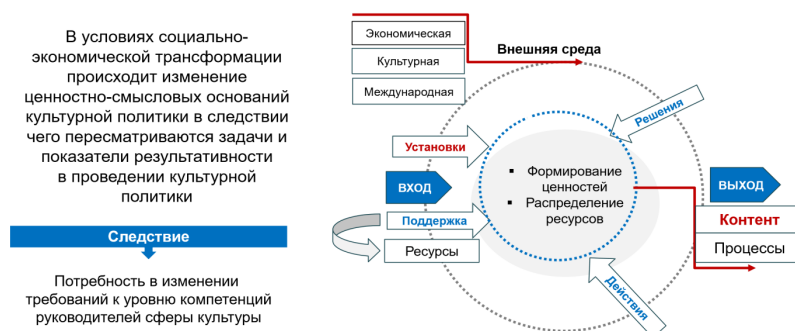 В условиях социально-
экономической трансформации
происходит изменение
ценностно-смысловых оснований
культурной политики в следствии
чего пересматриваются задачи и
показатели результативности
в проведении культурной
политики
Следствие
Потребность в изменении
требований к уровню компетенций
руководителей сферы культуры
Экономическая
Культурная
Международная
Внешняя среда
Решения
Установки
ВХОД
Поддержка
Ресурсы
▪ Формирование
ценностей
▪ Распределение
ресурсов
ВЫХОД
Контент
Процессы
Действия